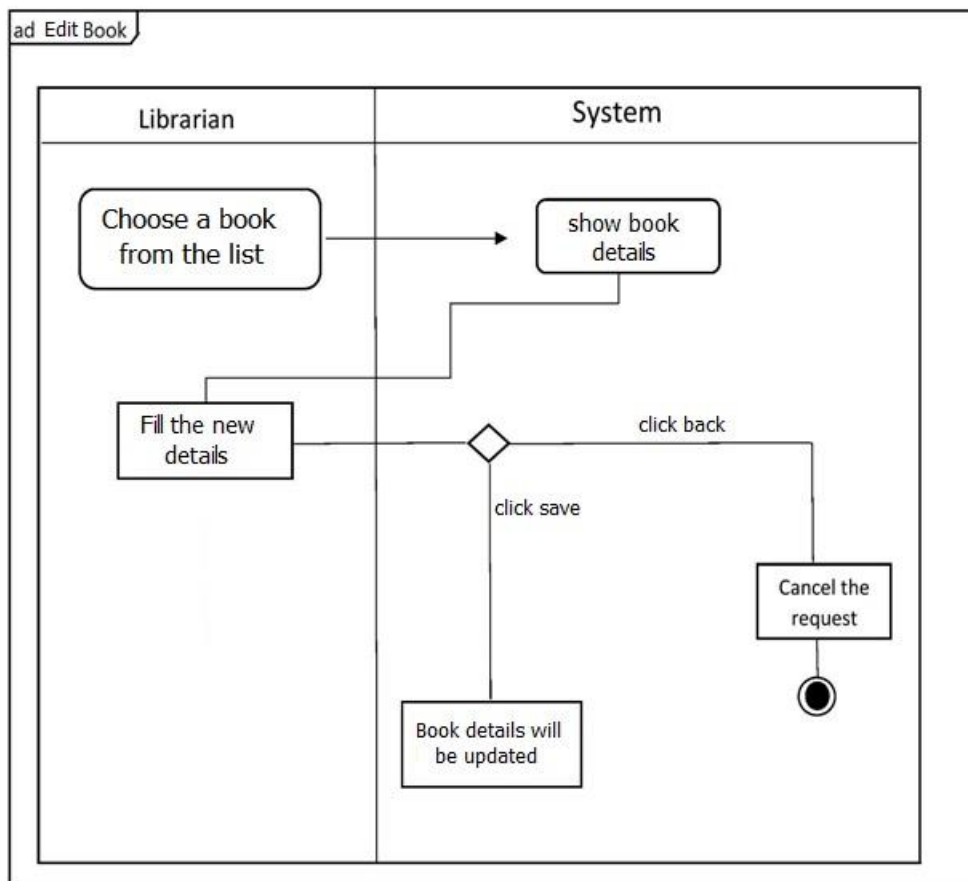 ad Edit Book
Librarian
System
Choose a book
from the list
show book
details
Fill the new
details
click back
click save
Cancel the
request
Book details will
be updated